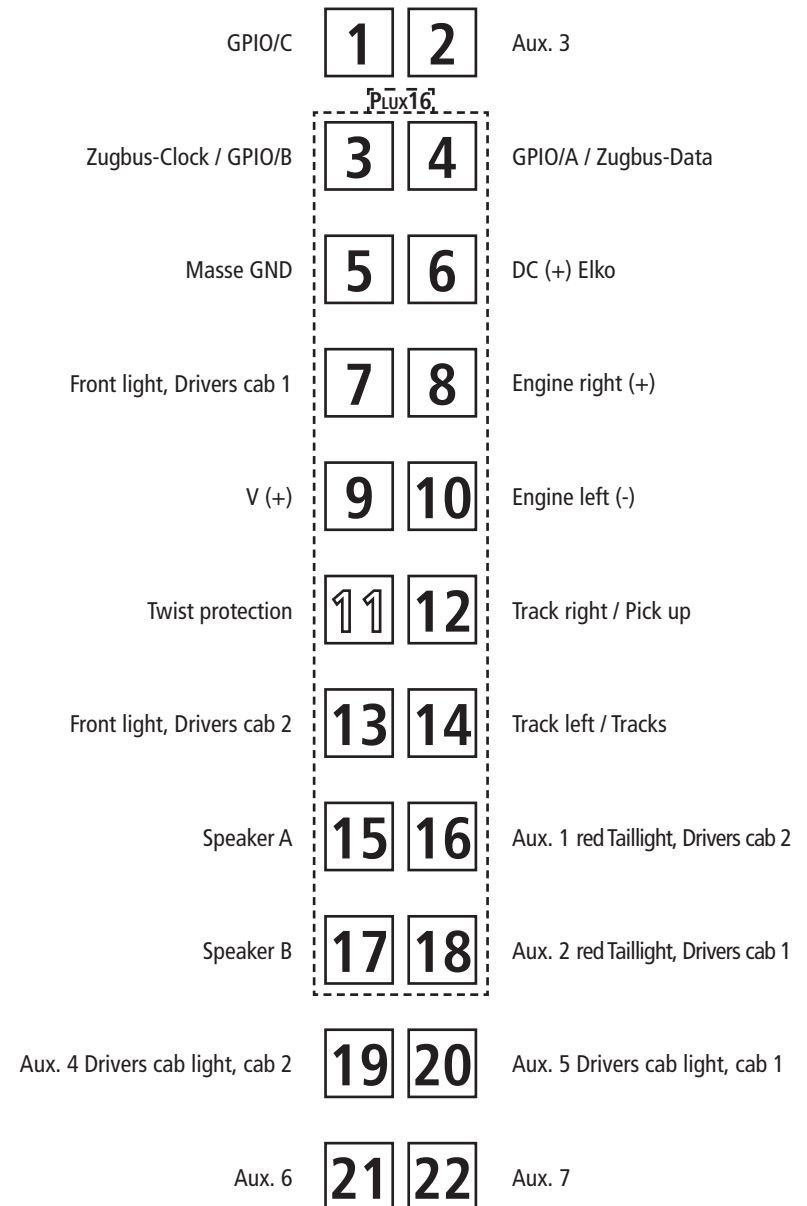 GPIO/C 1 2 Aux. 3
PLUX16
Zugbus-Clock / GPIO/B 3 4 GPIO/A / Zugbus-Data
Masse GND 5 6 DC (+) Elko
Front light, Drivers cab 1 7 8 Engine right (+)
V (+) 9 10 Engine left (-)
Twist protection 11 12 Track right / Pick up
Front light, Drivers cab 2 13 14 Track left / Tracks
Speaker A 15 16 Aux. 1 red Taillight, Drivers cab 2
Speaker B 17 18 Aux. 2 red Taillight, Drivers cab 1
Aux. 4 Drivers cab light, cab 2 19 20 Aux. 5 Drivers cab light, cab 1
Aux. 6 21 22 Aux. 7